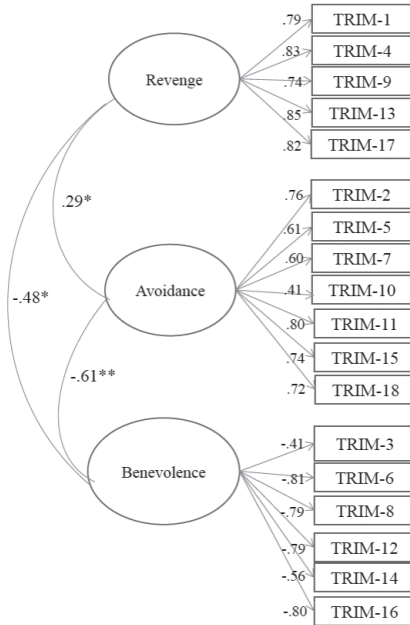 .79 TRIM-1
.83 TRIM-4
Revenge .74 TRIM-9
.85 TRIM-13
.82 TRIM-17
.29*
.76 TRIM-2
.61 TRIM-5
.60 TRIM-7
Avoidance .41 TRIM-10
-.48*
.80 TRIM-11
.74 TRIM-15
-.61**
.72 TRIM-18
-.41 TRIM-3
Benevolence -.81 TRIM-6
-.79 TRIM-8
-.79 TRIM-12
-.56 TRIM-14
-.80 TRIM-16